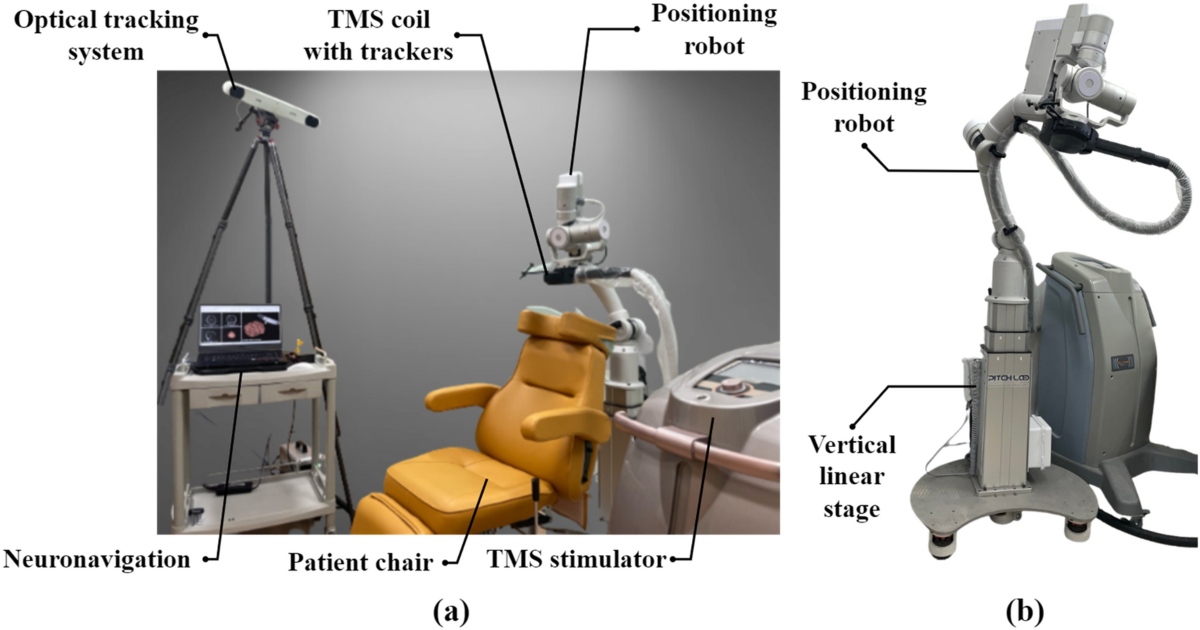 Optical tracking
system
TMS coil
with trackers
Positioning
robot
Neuronavigation
Patient chair
TMS stimulator
(a)
Positioning
robot
Vertical
linear
stage
(b)